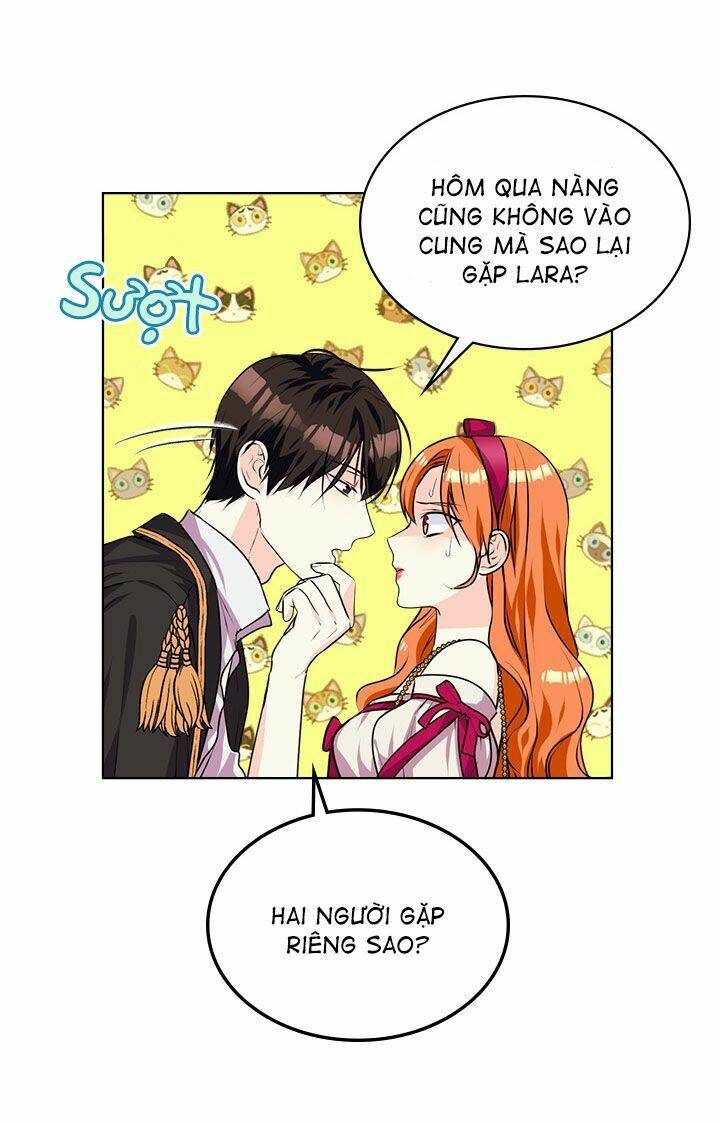 HÔM QUA NÀNG
CŨNG KHÔNG VÀO
CUNG MÀ SAO LẠI
GẶP LARA?
Sượt
HAI NGƯỜI GẶP
RIÊNG SAO?